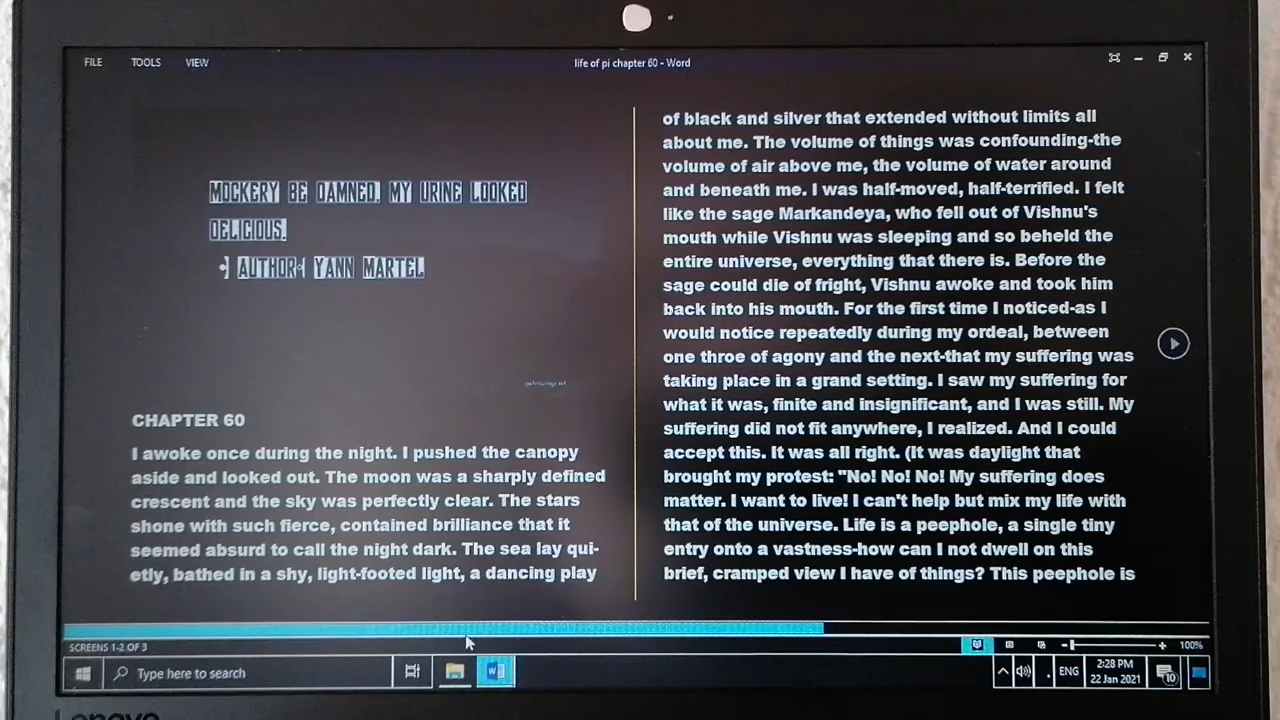 FILE TOOLS VIEW life of pi chapter 60 - Word
MOCKERY BE DAMNED. MY URINE LOOKED
DELICIOUS.
AUTHOR: YANN MARTEL
CHAPTER 60
I awoke once during the night. I pushed the canopy
aside and looked out. The moon was a sharply defined
crescent and the sky was perfectly clear. The stars
shone with such fierce, contained brilliance that it
seemed absurd to call the night dark. The sea lay qui-
etly, bathed in a shy, light-footed light, a dancing play
of black and silver that extended without limits all
about me. The volume of things was confounding-the
volume of air above me, the volume of water around
and beneath me. I was half-moved, half-terrified. I felt
like the sage Markandeya, who fell out of Vishnu's
mouth while Vishnu was sleeping and so beheld the
entire universe, everything that there is. Before the
sage could die of fright, Vishnu awoke and took him
back into his mouth. For the first time I noticed-as I
would notice repeatedly during my ordeal, between
one throe of agony and the next-that my suffering was
taking place in a grand setting. I saw my suffering for
what it was, finite and insignificant, and I was still. My
suffering did not fit anywhere, I realized. And I could
accept this. It was all right. (It was daylight that
brought my protest: "No! No! No! My suffering does
matter. I want to live! I can't help but mix my life with
that of the universe. Life is a peephole, a single tiny
entry onto a vastness-how can I not dwell on this
brief, cramped view I have of things? This peephole is
SCREENS 1-2 OF 3 100%
Type here to search ENG 2:28 PM
22 Jan 2021 10
Lenovo